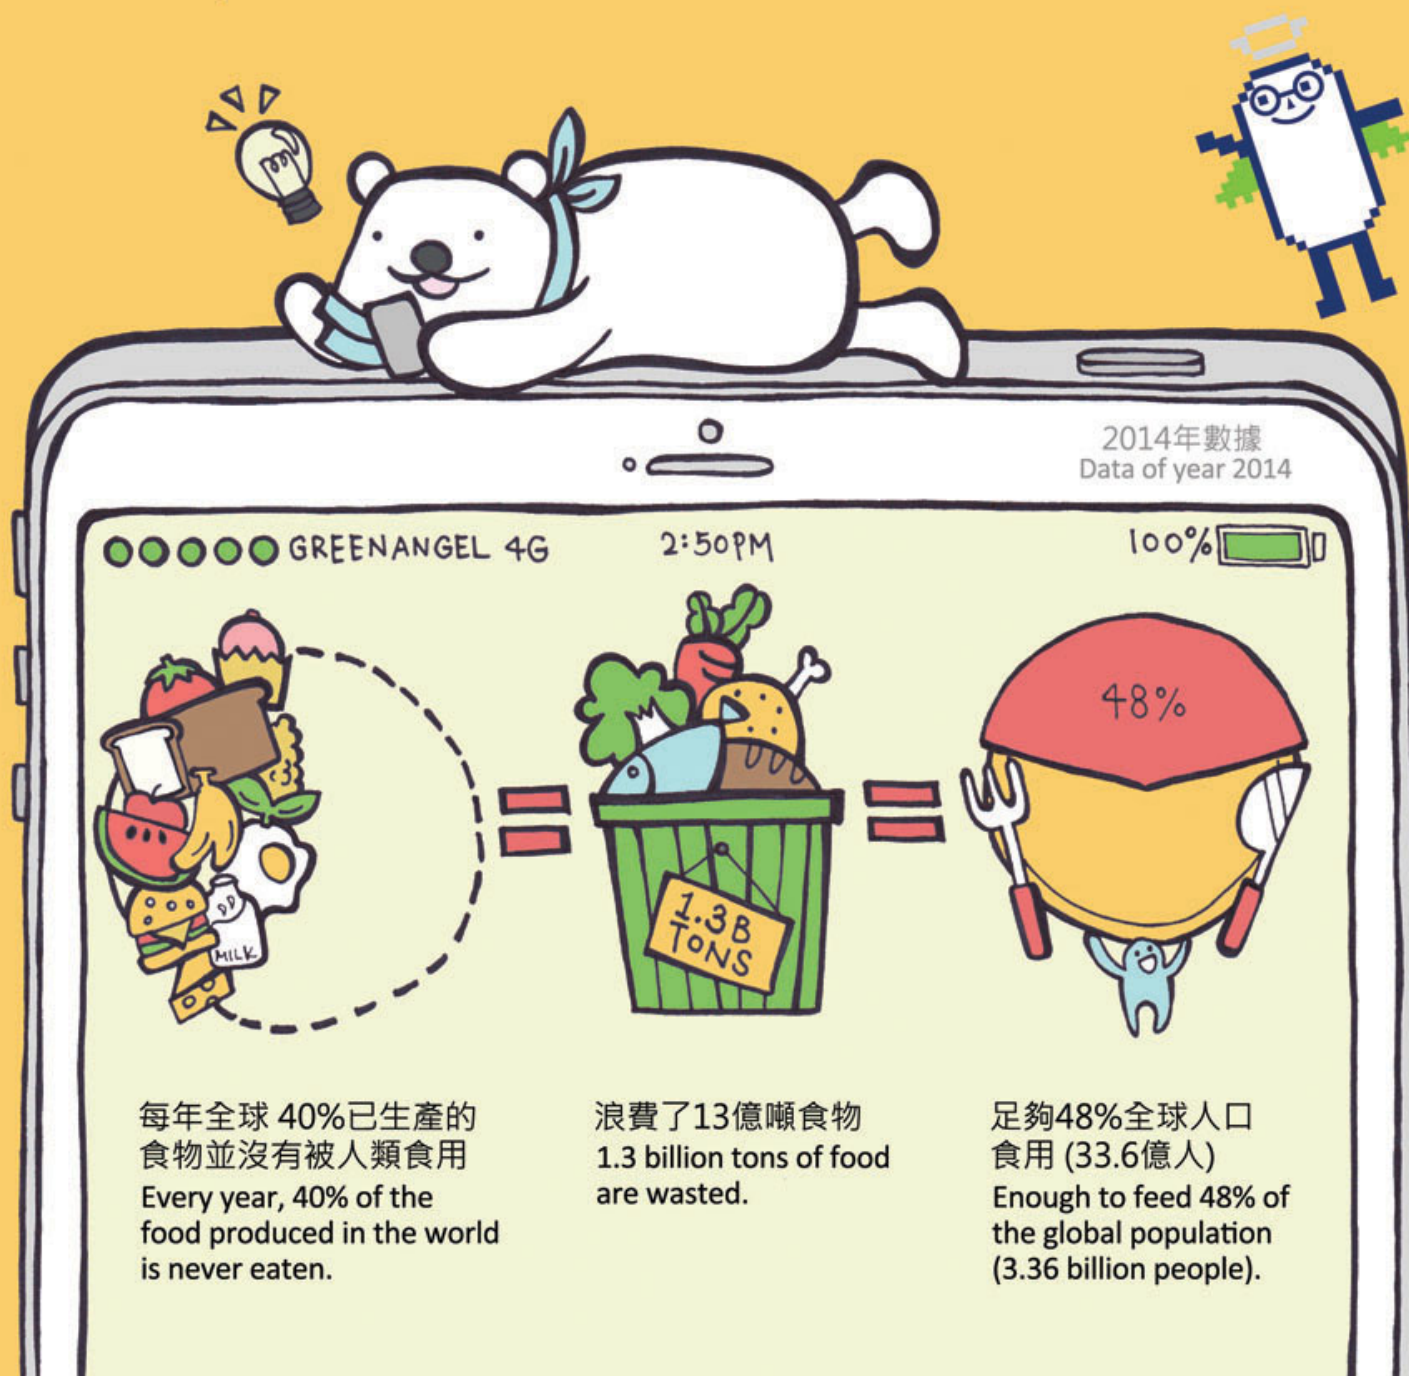 2014年數據
Data of year 2014
GREENANGEL 4G
2:50PM
100%
MILK
1.3B
TONS
48%
每年全球 40%已生產的
食物並沒有被人類食用
Every year, 40% of the
food produced in the world
is never eaten.
浪費了13億噸食物
1.3 billion tons of food
are wasted.
足夠48%全球人口
食用 (33.6億人)
Enough to feed 48% of
the global population
(3.36 billion people).